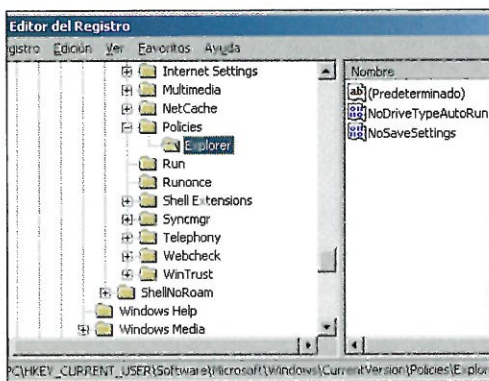 Editor del Registro
gistro Edición Ver Favoritos Ayuda
Internet Settings
Multimedia
NetCache
Policies
Explorer
Run
Runonce
Shell Extensions
Syncmgr
Telephony
Webcheck
WinTrust
ShellNoRoam
Windows Help
Windows Media
Nombre
ab (Predeterminado)
NoDriveTypeAutoRun
NoSaveSettings
PC\HKEY_CURRENT_USER\Software\Microsoft\Windows\CurrentVersion\Policies\Explor